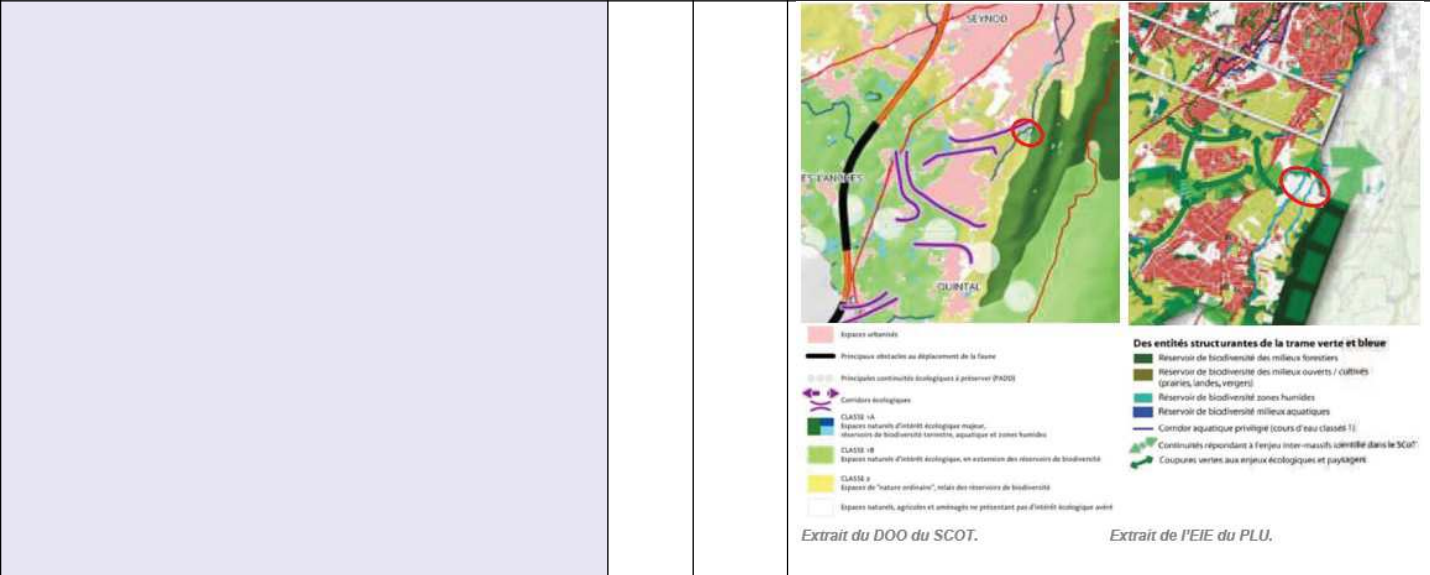 SEYNOD
QUINTAL
Espaces urbanisés
Principaux obstacles au déplacement de la faune
Principales continuités écologiques à préserver (PADD)
Corridors écologiques
CLASSE 1A
Espaces naturels d'intérêt écologique majeur,
réservoirs de biodiversité terrestre, aquatique et zones humides
CLASSE 1B
Espaces naturels d'intérêt écologique, en extension des réservoirs de biodiversité
CLASSE 2
Espaces de "nature ordinaire", relais des réservoirs de biodiversité
Espaces naturels, agricoles et aménagés ne présentant pas d'intérêt écologique avéré
Extrait du DOO du SCOT.
Des entités structurantes de la trame verte et bleue
Réservoir de biodiversité des milieux forestiers
Réservoir de biodiversité des milieux ouverts / cultivés
(prairies, landes, vergers)
Réservoir de biodiversité zones humides
Réservoir de biodiversité milieux aquatiques
Corridor aquatique privilégié (cours d'eau classés 1)
Continuités répondant à l'enjeu inter-massifs identifié dans le SCoT
Coupures vertes aux enjeux écologiques et paysagers
Extrait de l'EIE du PLU.